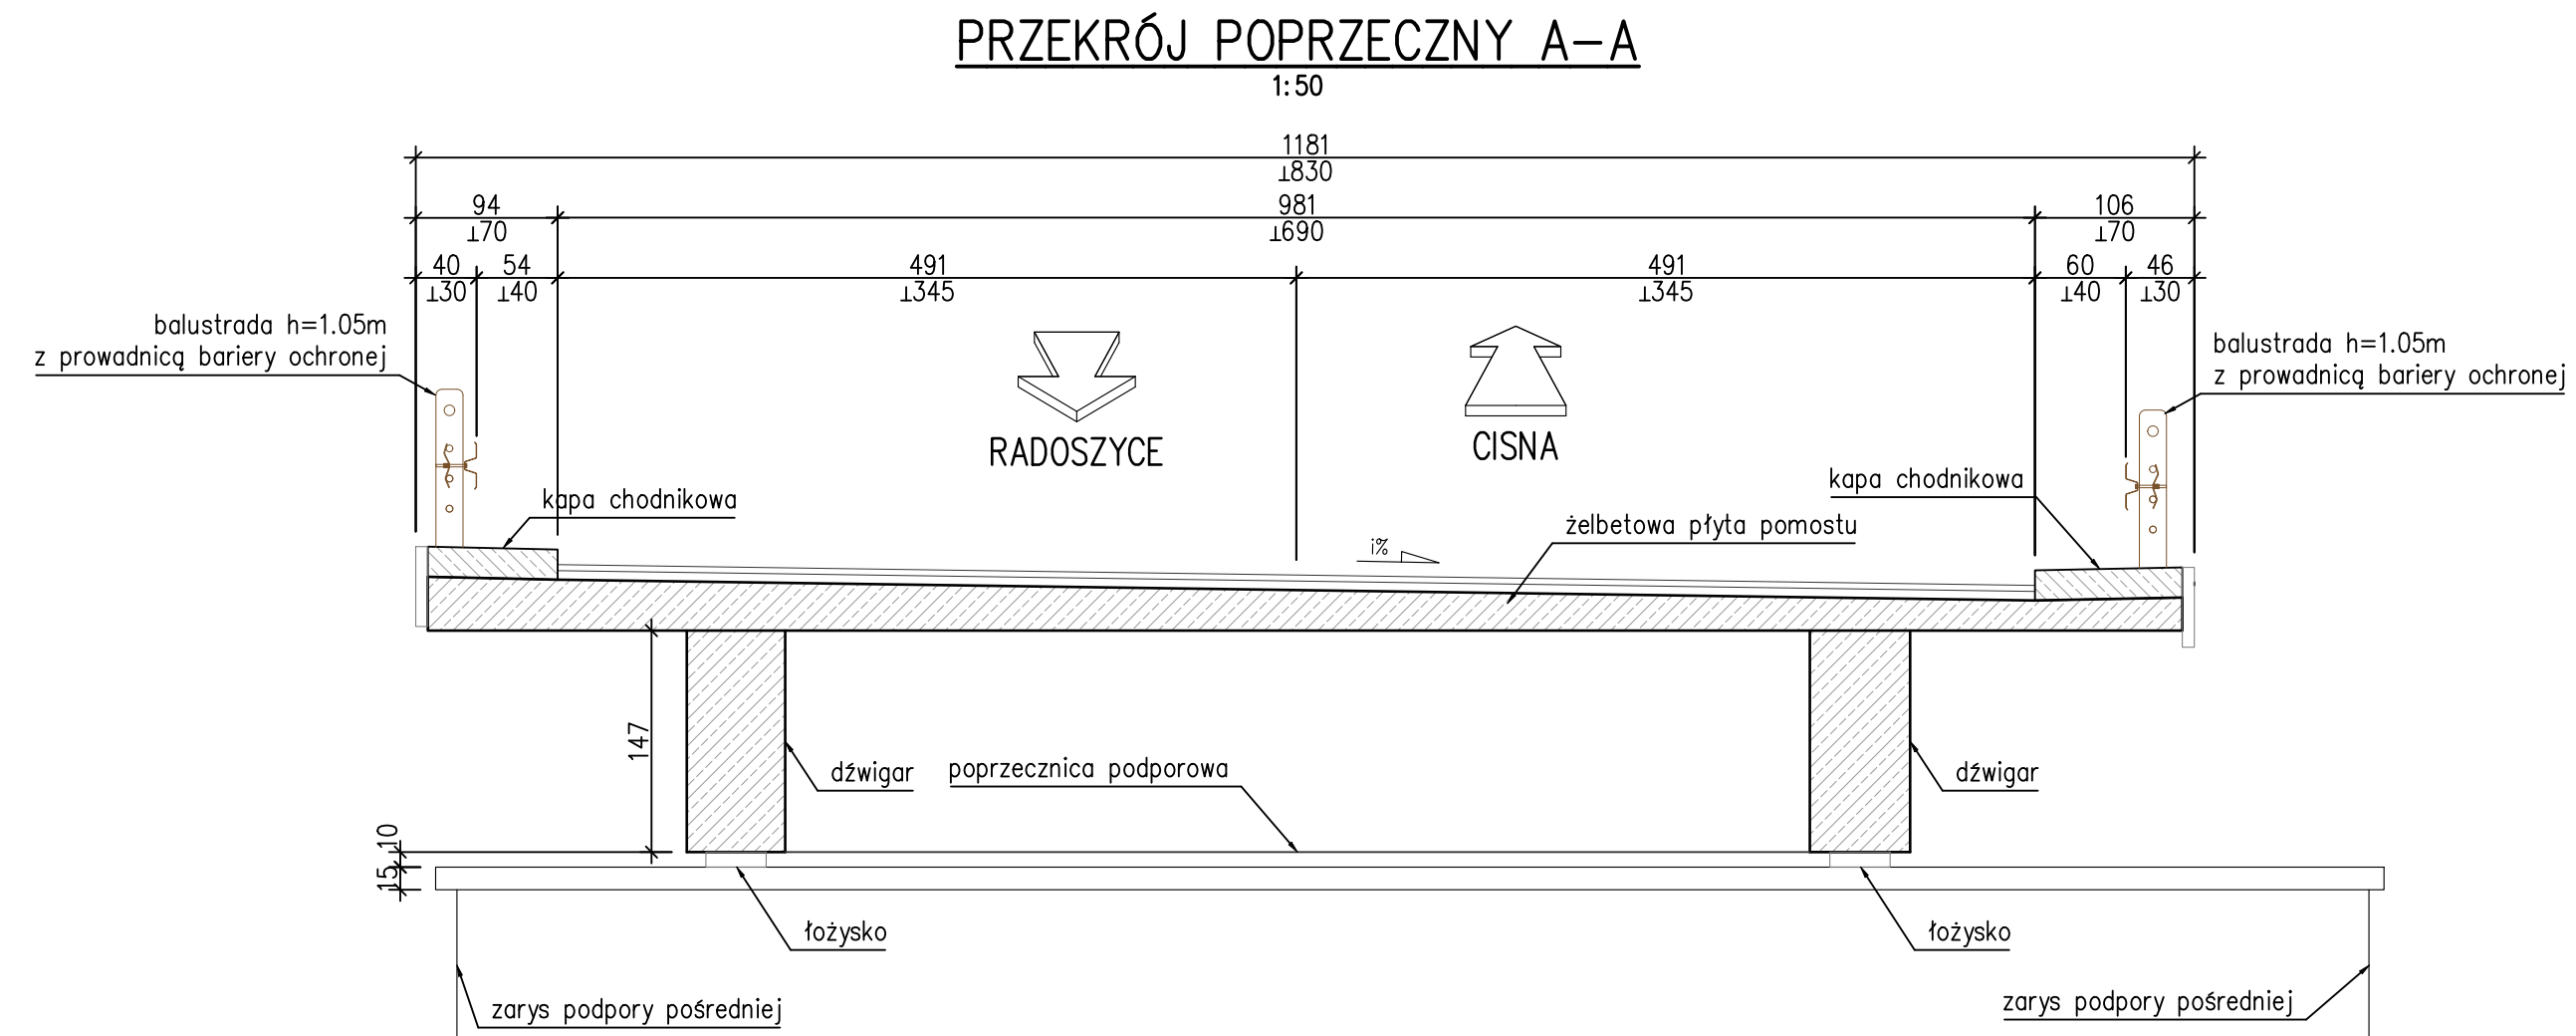 PRZEKRÓJ POPRZECZNY A-A
1:50
1181
⊥830
94
981
106
⊥70
⊥690
⊥70
40
54
491
491
60
46
⊥30
⊥40
⊥345
⊥345
⊥40
⊥30
balustrada h=1.05m
z prowadnicą bariery ochronej
balustrada h=1.05m
z prowadnicą bariery ochronej
RADOSZYCE
CISNA
kapa chodnikowa
kapa chodnikowa
żelbetowa płyta pomostu
i%
147
dźwigar
poprzecznica podporowa
dźwigar
10
15
łożysko
łożysko
zarys podpory pośredniej
zarys podpory pośredniej